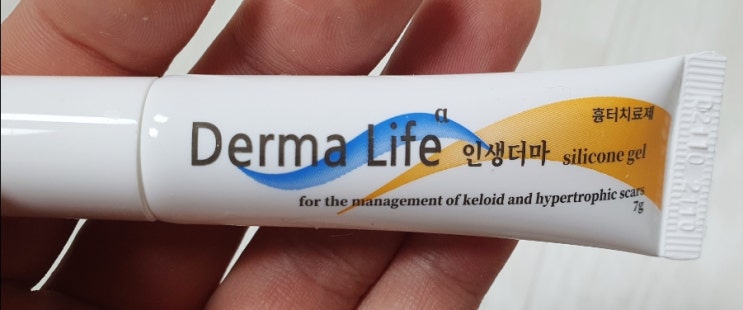 흉터치료제
Derma Life α 인생더마 silicone gel
for the management of keloid and hypertrophic scars
7g